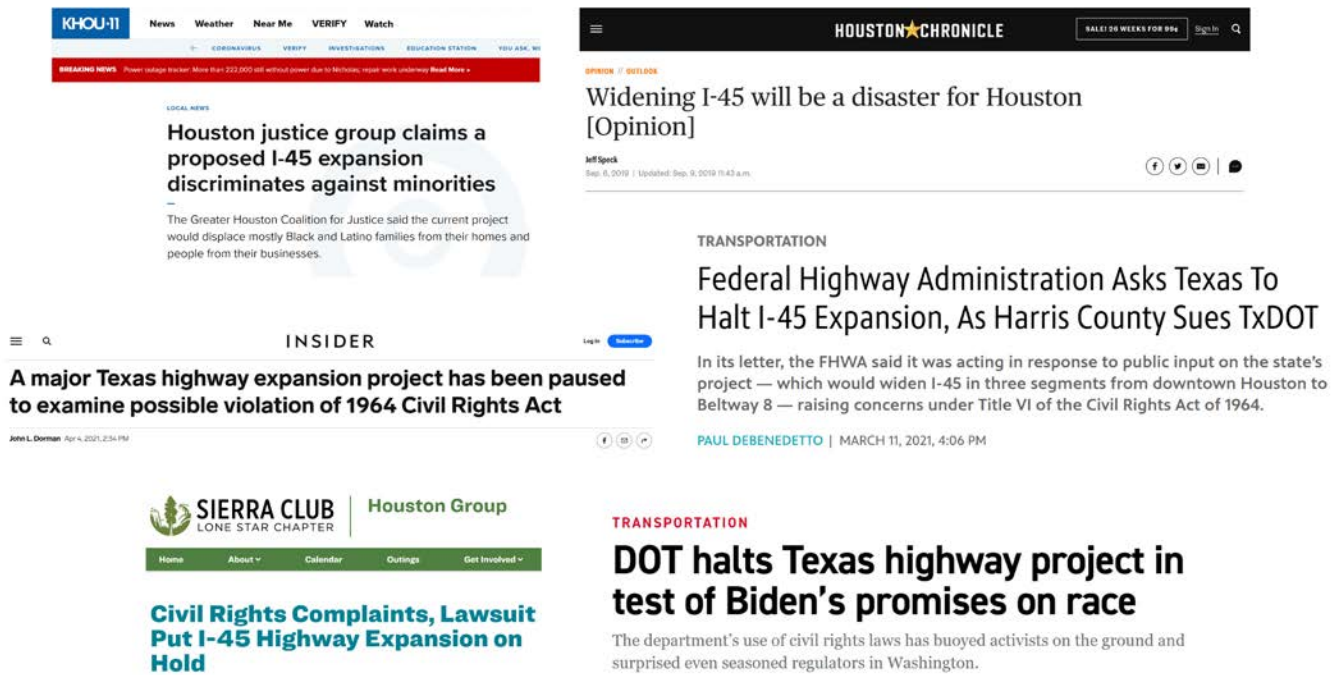 KHOU·11
News Weather Near Me VERIFY Watch
CORONAVIRUS VERIFY INVESTIGATIONS EDUCATION STATION YOU ASK,
BREAKING NEWS Power outage tracker: More than 222,000 still without power due to Nicholas; repair work underway Read More »
LOCAL NEWS
Houston justice group claims a
proposed I-45 expansion
discriminates against minorities
The Greater Houston Coalition for Justice said the current project
would displace mostly Black and Latino families from their homes and
people from their businesses.
HOUSTON CHRONICLE
SALE! 26 WEEKS FOR 99¢ Sign In
OPINION // OUTLOOK
Widening I-45 will be a disaster for Houston
[Opinion]
Jeff Speck
Sep. 6, 2019 | Updated: Sep. 9, 2019 11:43 a.m.
TRANSPORTATION
Federal Highway Administration Asks Texas To
Halt I-45 Expansion, As Harris County Sues TxDOT
In its letter, the FHWA said it was acting in response to public input on the state's
project — which would widen I-45 in three segments from downtown Houston to
Beltway 8 — raising concerns under Title VI of the Civil Rights Act of 1964.
PAUL DEBENEDETTO | MARCH 11, 2021, 4:06 PM
INSIDER
Log In Subscribe
A major Texas highway expansion project has been paused
to examine possible violation of 1964 Civil Rights Act
John L. Dorman Apr 4, 2021, 2:34 PM
SIERRA CLUB
LONE STAR CHAPTER
Houston Group
Home About Calendar Outings Get Involved
Civil Rights Complaints, Lawsuit
Put I-45 Highway Expansion on
Hold
TRANSPORTATION
DOT halts Texas highway project in
test of Biden's promises on race
The department's use of civil rights laws has buoyed activists on the ground and
surprised even seasoned regulators in Washington.